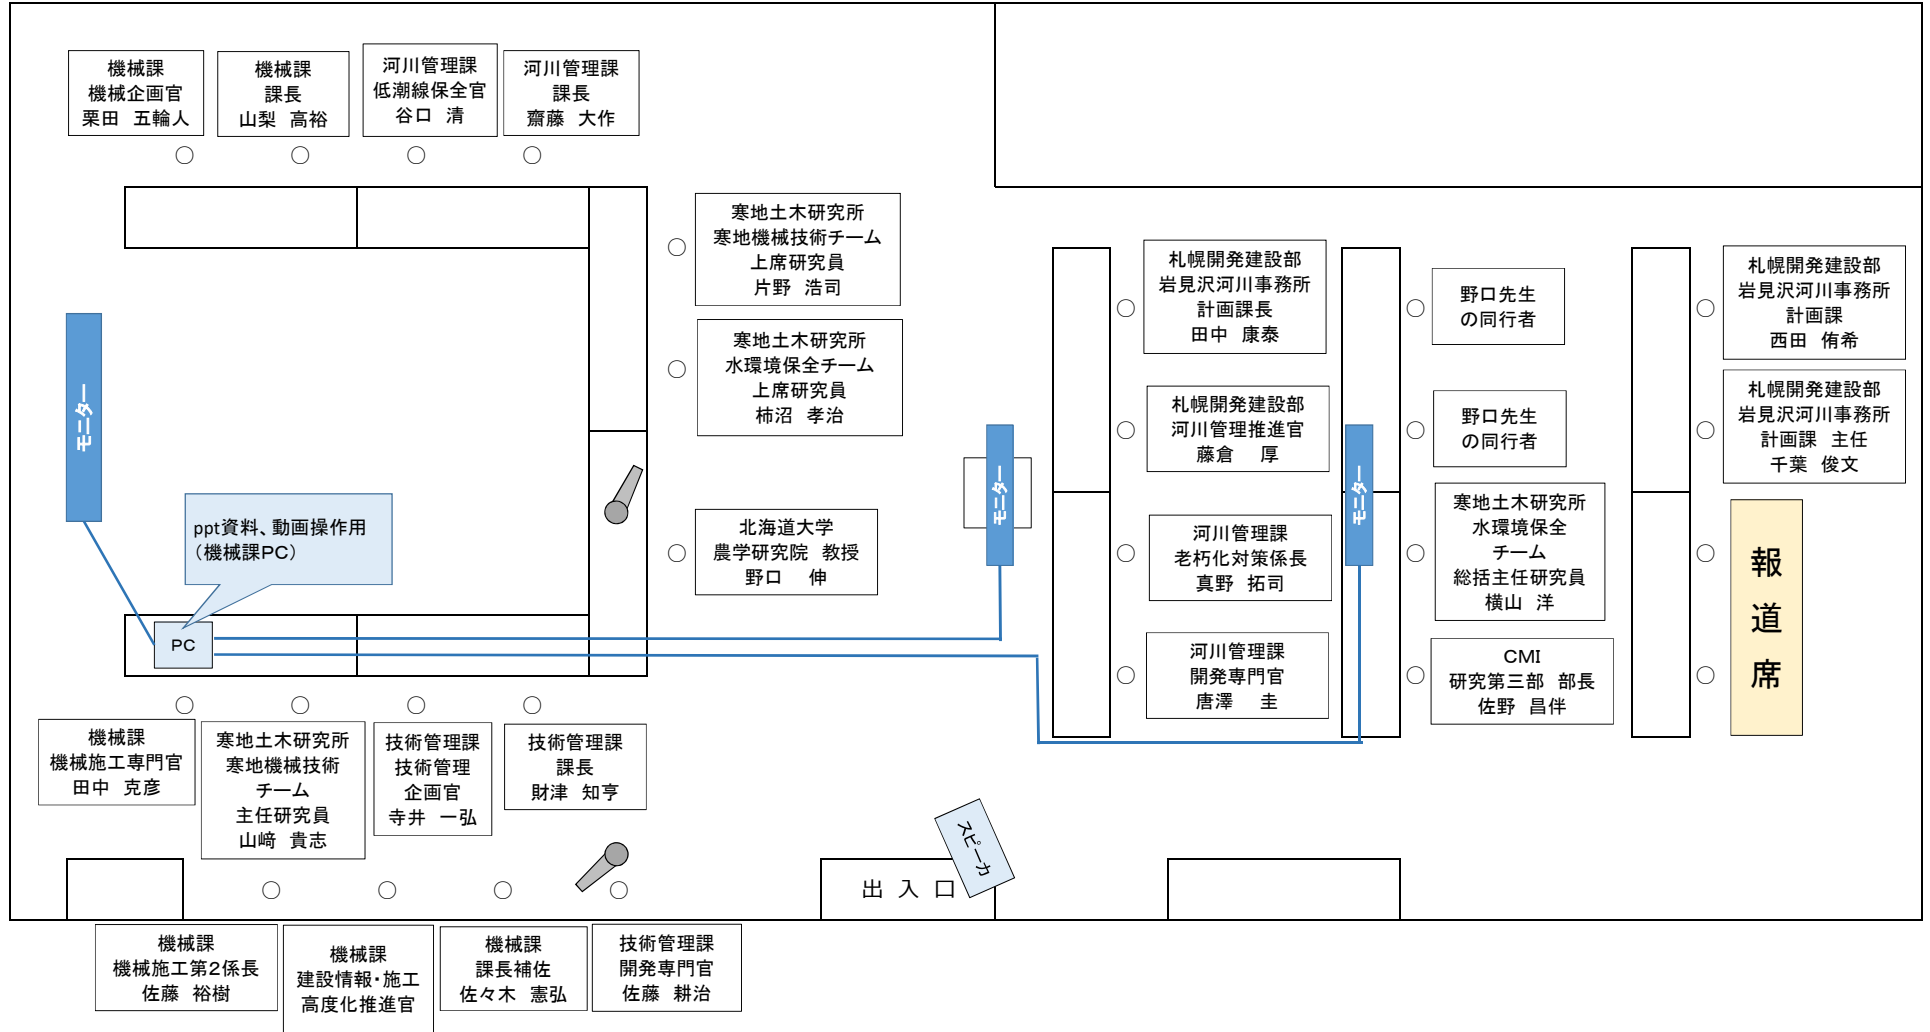 機械課
機械企画官
栗田 五輪人
機械課
課長
山梨 高裕
河川管理課
低潮線保全官
谷口 清
河川管理課
課長
齋藤 大作
寒地土木研究所
寒地機械技術チーム
上席研究員
片野 浩司
寒地土木研究所
水環境保全チーム
上席研究員
柿沼 孝治
北海道大学
農学研究院 教授
野口 伸
モニター
ppt資料、動画操作用
(機械課PC)
PC
モニター
モニター
札幌開発建設部
岩見沢河川事務所
計画課長
田中 康泰
札幌開発建設部
河川管理推進官
藤倉 厚
河川管理課
老朽化対策係長
真野 拓司
河川管理課
開発専門官
唐澤 圭
野口先生
の同行者
野口先生
の同行者
寒地土木研究所
水環境保全
チーム
総括主任研究員
横山 洋
CMI
研究第三部 部長
佐野 昌伴
札幌開発建設部
岩見沢河川事務所
計画課
西田 侑希
札幌開発建設部
岩見沢河川事務所
計画課 主任
千葉 俊文
報道席
機械課
機械施工専門官
田中 克彦
寒地土木研究所
寒地機械技術
チーム
主任研究員
山﨑 貴志
技術管理課
技術管理
企画官
寺井 一弘
技術管理課
課長
財津 知亨
スピーカ
出入口
機械課
機械施工第2係長
佐藤 裕樹
機械課
建設情報・施工
高度化推進官
機械課
課長補佐
佐々木 憲弘
技術管理課
開発専門官
佐藤 耕治